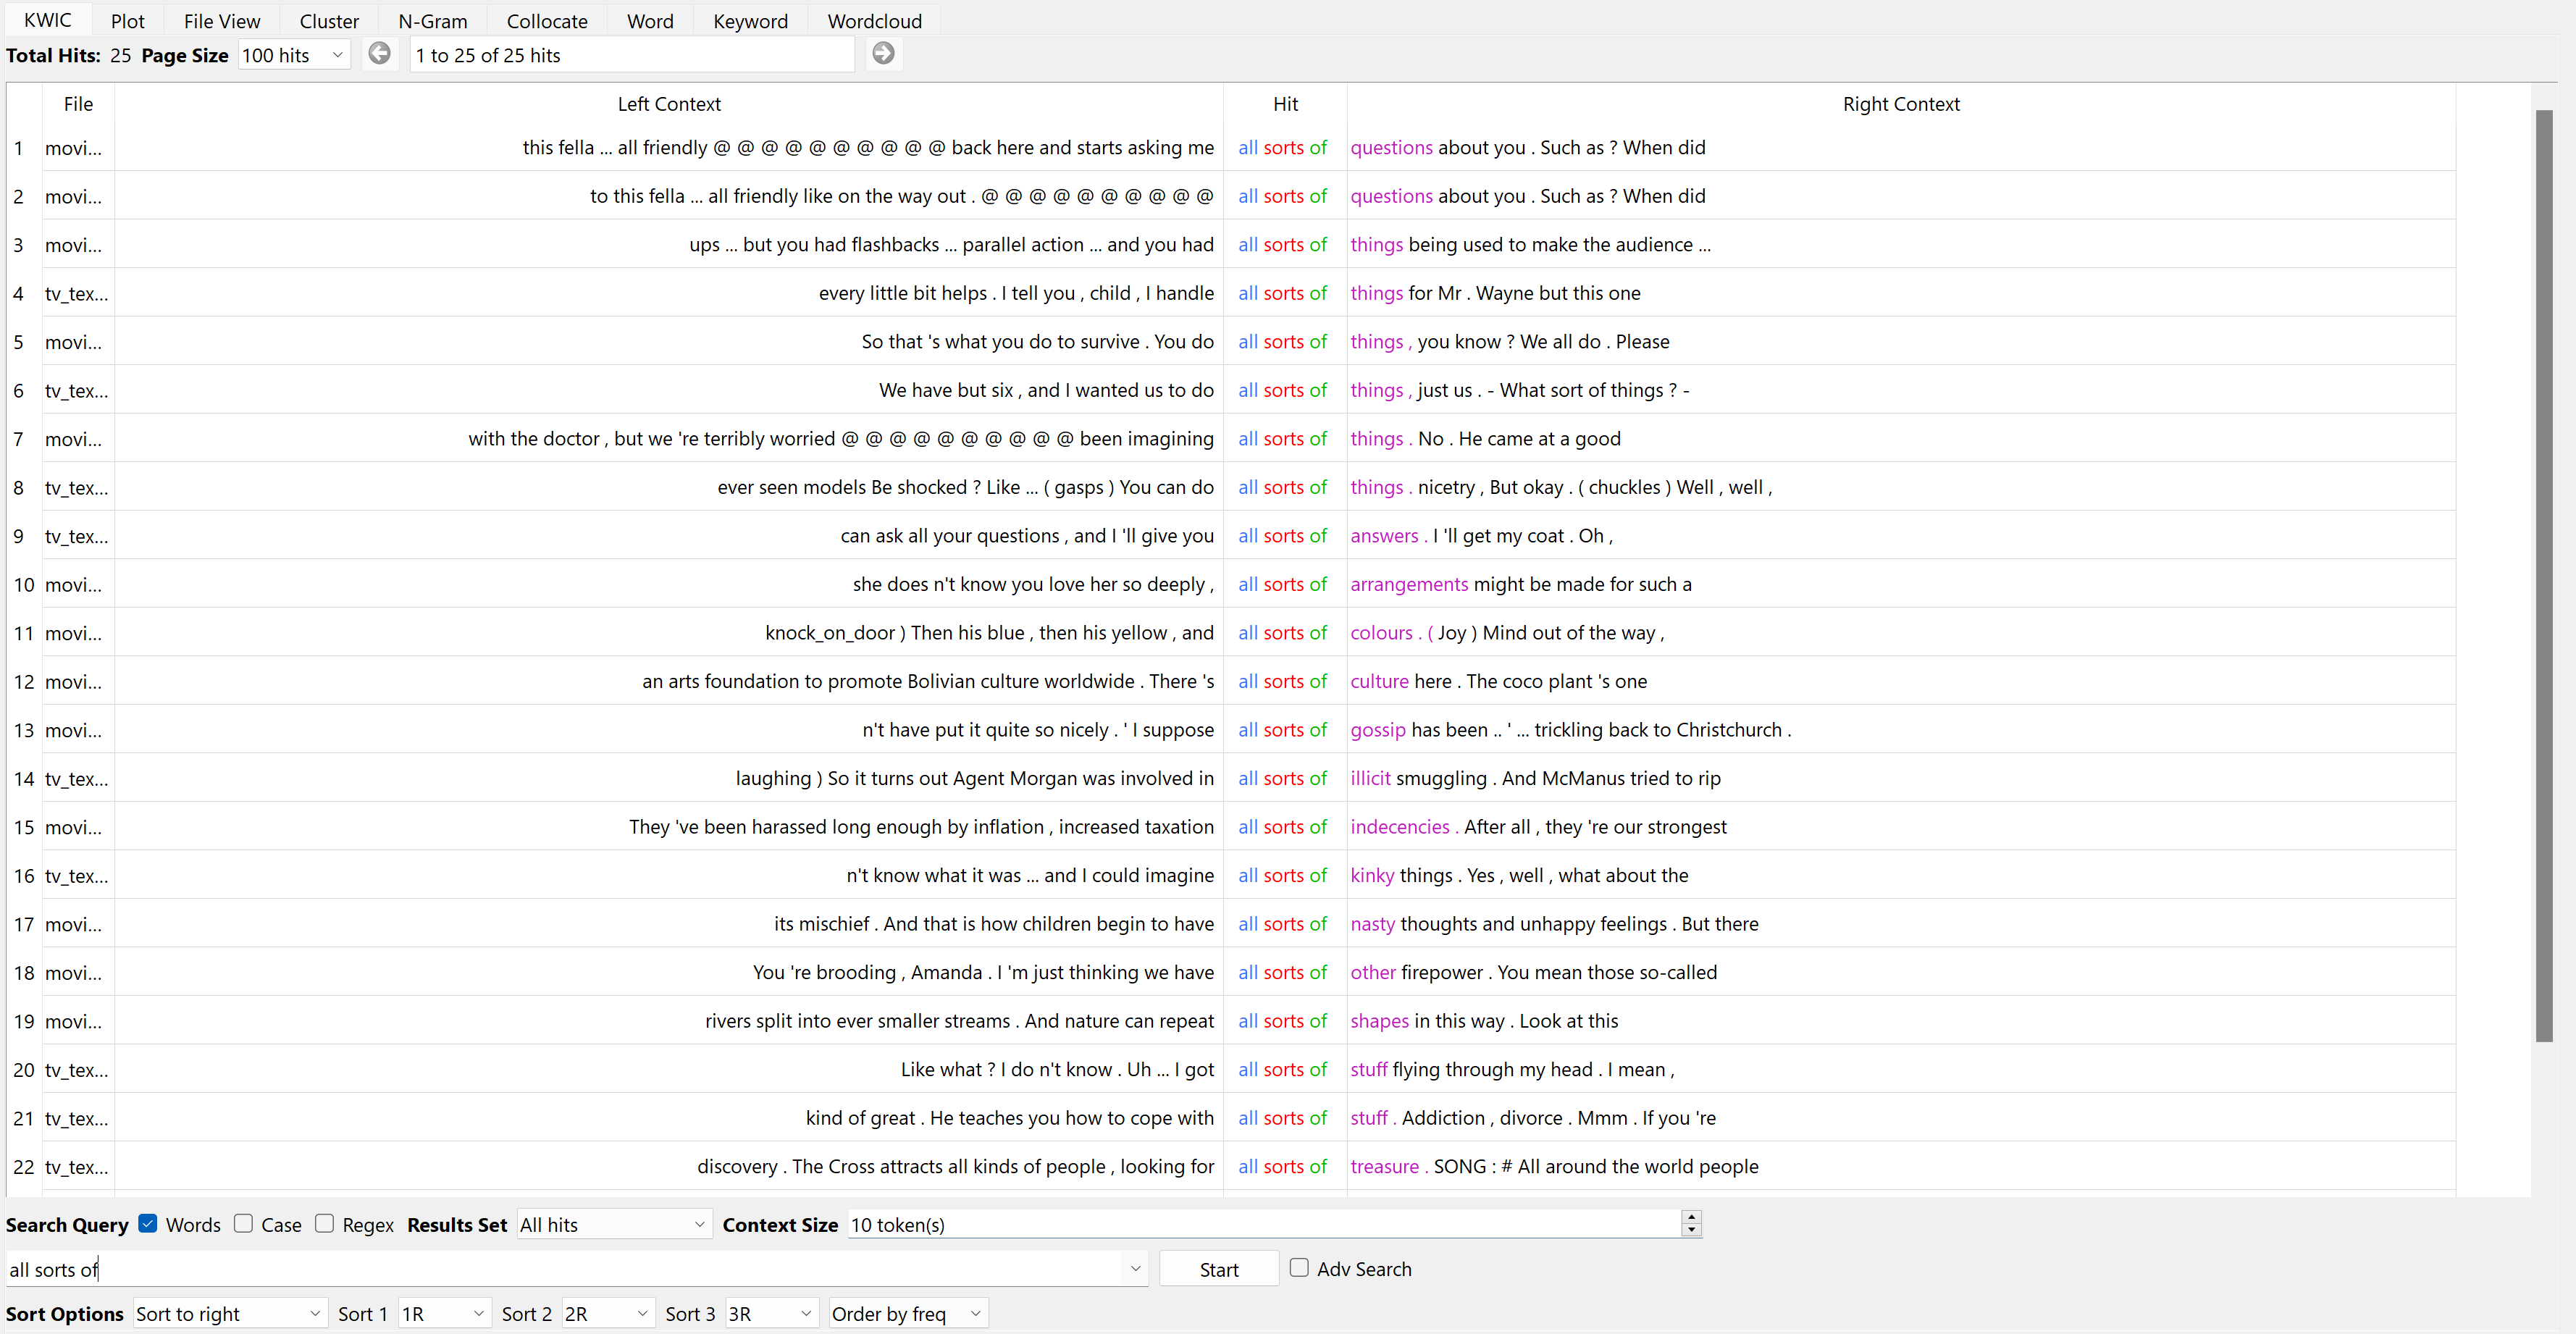 KWIC Plot File View Cluster N-Gram Collocate Word Keyword Wordcloud
Total Hits: 25 Page Size 100 hits 1 to 25 of 25 hits
File Left Context Hit Right Context
1 movi... this fella ... all friendly @ @ @ @ @ @ @ @ @ @ back here and starts asking me all sorts of questions about you . Such as ? When did
2 movi... to this fella ... all friendly like on the way out . @ @ @ @ @ @ @ @ @ @ all sorts of questions about you . Such as ? When did
3 movi... ups ... but you had flashbacks ... parallel action ... and you had all sorts of things being used to make the audience ...
4 tv_tex... every little bit helps . I tell you , child , I handle all sorts of things for Mr . Wayne but this one
5 movi... So that 's what you do to survive . You do all sorts of things , you know ? We all do . Please
6 tv_tex... We have but six , and I wanted us to do all sorts of things , just us . - What sort of things ? -
7 movi... with the doctor , but we 're terribly worried @ @ @ @ @ @ @ @ @ @ been imagining all sorts of things . No . He came at a good
8 tv_tex... ever seen models Be shocked ? Like ... ( gasps ) You can do all sorts of things . nicetry , But okay . ( chuckles ) Well , well ,
9 tv_tex... can ask all your questions , and I 'll give you all sorts of answers . I 'll get my coat . Oh ,
10 movi... she does n't know you love her so deeply , all sorts of arrangements might be made for such a
11 movi... knock_on_door ) Then his blue , then his yellow , and all sorts of colours . ( Joy ) Mind out of the way ,
12 movi... an arts foundation to promote Bolivian culture worldwide . There 's all sorts of culture here . The coco plant 's one
13 movi... n't have put it quite so nicely . ' I suppose all sorts of gossip has been .. ' ... trickling back to Christchurch .
14 tv_tex... laughing ) So it turns out Agent Morgan was involved in all sorts of illicit smuggling . And McManus tried to rip
15 movi... They 've been harassed long enough by inflation , increased taxation all sorts of indecencies . After all , they 're our strongest
16 tv_tex... n't know what it was ... and I could imagine all sorts of kinky things . Yes , well , what about the
17 movi... its mischief . And that is how children begin to have all sorts of nasty thoughts and unhappy feelings . But there
18 movi... You 're brooding , Amanda . I 'm just thinking we have all sorts of other firepower . You mean those so-called
19 movi... rivers split into ever smaller streams . And nature can repeat all sorts of shapes in this way . Look at this
20 tv_tex... Like what ? I do n't know . Uh ... I got all sorts of stuff flying through my head . I mean ,
21 tv_tex... kind of great . He teaches you how to cope with all sorts of stuff . Addiction , divorce . Mmm . If you 're
22 tv_tex... discovery . The Cross attracts all kinds of people , looking for all sorts of treasure . SONG : # All around the world people
Search Query Words Case Regex Results Set All hits Context Size 10 token(s)
all sorts of Start Adv Search
Sort Options Sort to right Sort 1 1R Sort 2 2R Sort 3 3R Order by freq